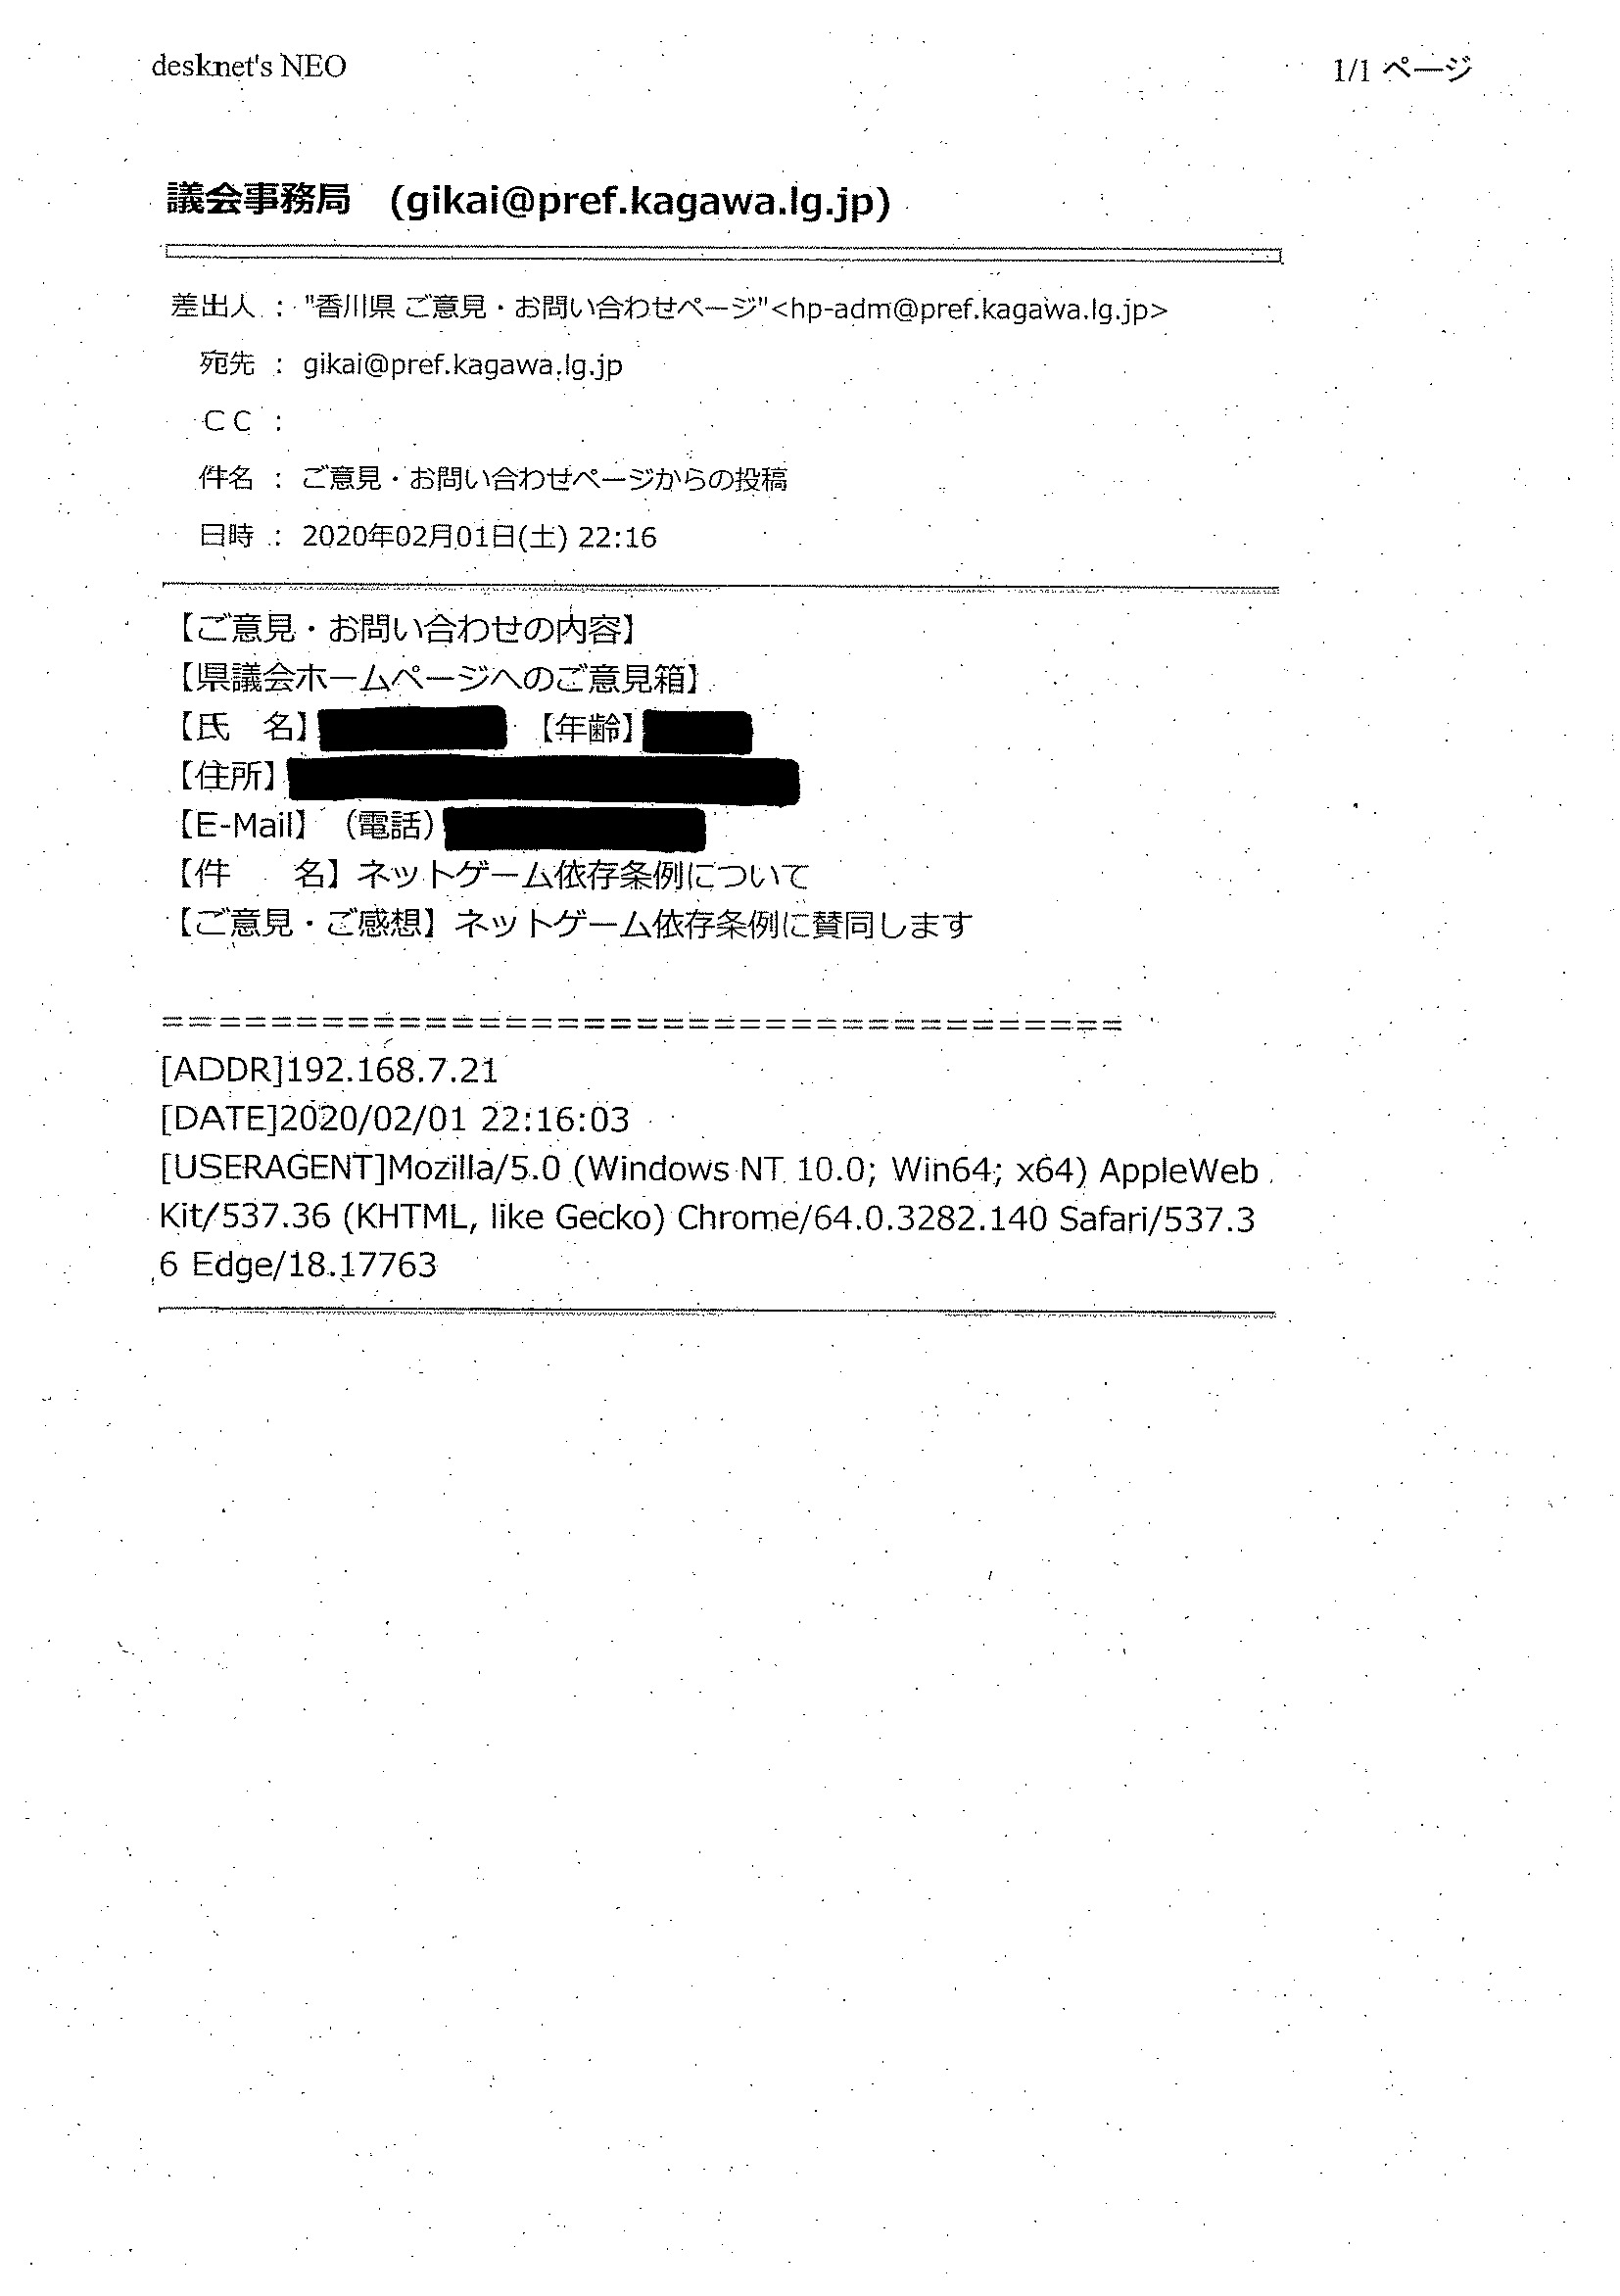 desknet's NEO 1/1 ページ
議会事務局 (gikai@pref.kagawa.lg.jp)
差出人 : "香川県 ご意見・お問い合わせページ"<hp-adm@pref.kagawa.lg.jp>
宛先 : gikai@pref.kagawa.lg.jp
CC :
件名 : ご意見・お問い合わせページからの投稿
日時 : 2020年02月01日(土) 22:16
【ご意見・お問い合わせの内容】
【県議会ホームページへのご意見箱】
【氏 名】 【年齢】
【住所】
【E-Mail】（電話）
【件 名】ネットゲーム依存条例について
【ご意見・ご感想】ネットゲーム依存条例に賛同します
=====================================
[ADDR]192.168.7.21
[DATE]2020/02/01 22:16:03
[USERAGENT]Mozilla/5.0 (Windows NT 10.0; Win64; x64) AppleWeb
Kit/537.36 (KHTML, like Gecko) Chrome/64.0.3282.140 Safari/537.3
6 Edge/18.17763